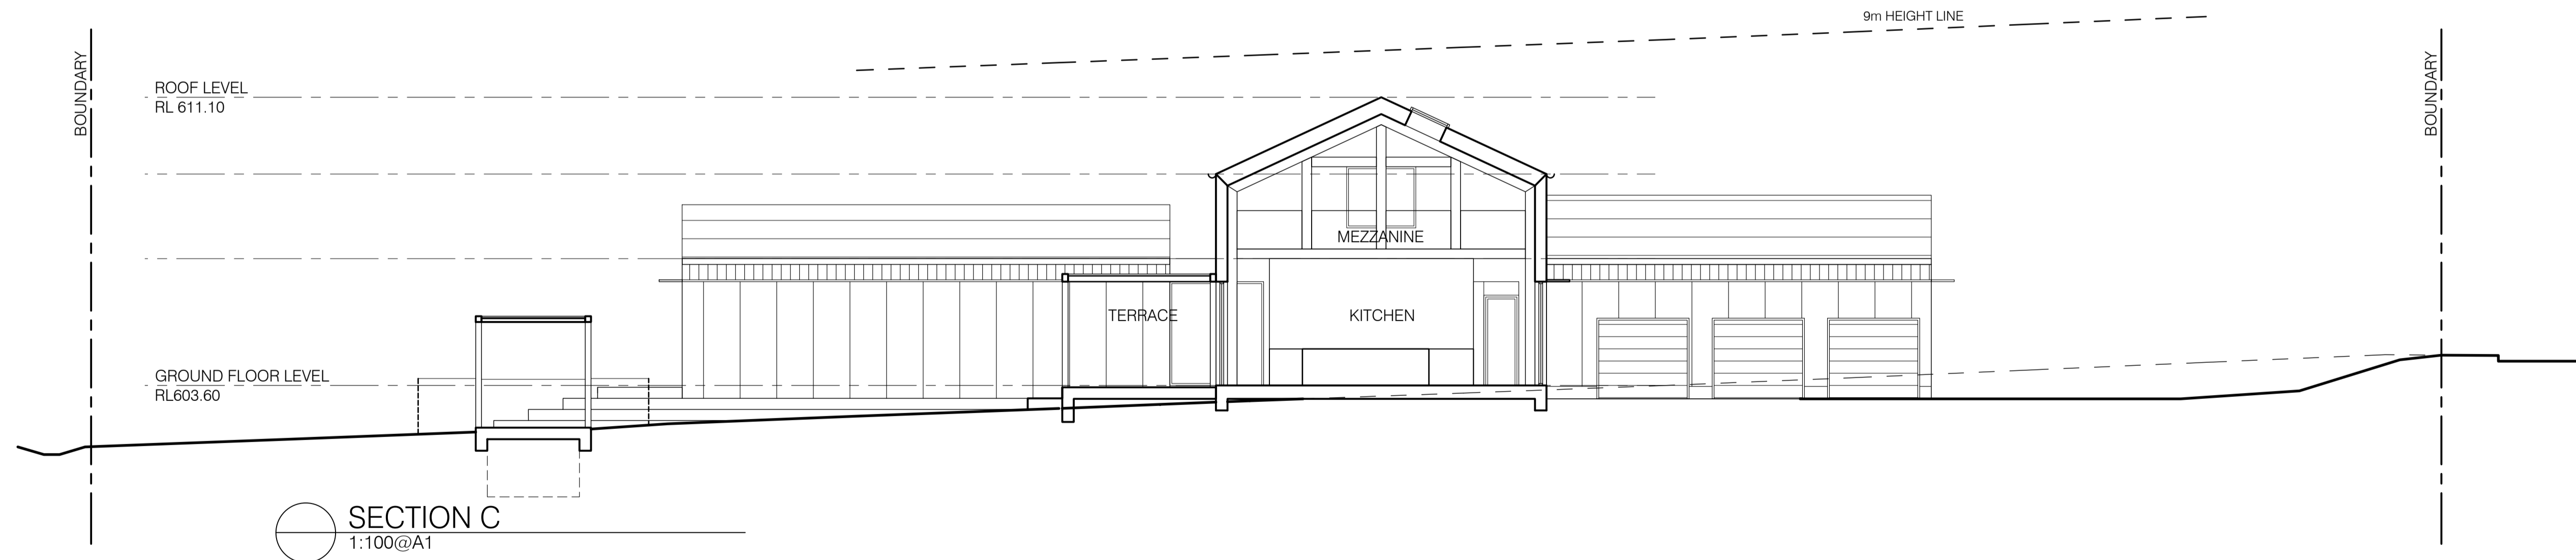 9m HEIGHT LINE
BOUNDARY
BOUNDARY
ROOF LEVEL
RL 611.10
MEZZANINE
TERRACE
KITCHEN
GROUND FLOOR LEVEL
RL603.60
SECTION C
1:100@A1